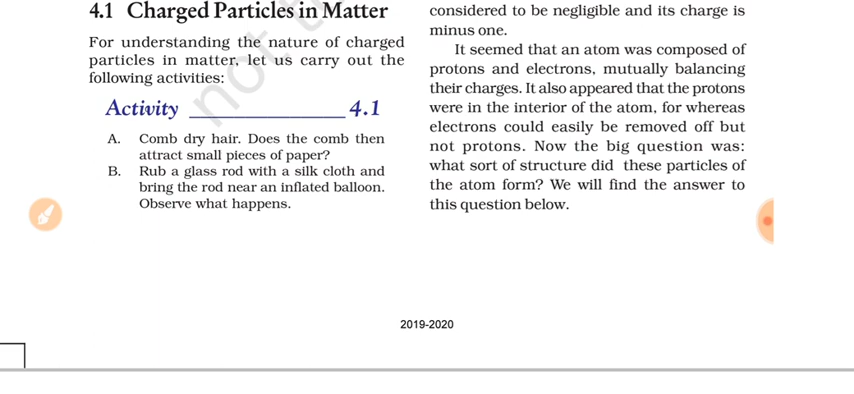 4.1 Charged Particles in Matter
For understanding the nature of charged
particles in matter, let us carry out the
following activities:
Activity ______________ 4.1
A. Comb dry hair. Does the comb then
attract small pieces of paper?
B. Rub a glass rod with a silk cloth and
bring the rod near an inflated balloon.
Observe what happens.
considered to be negligible and its charge is
minus one.
It seemed that an atom was composed of
protons and electrons, mutually balancing
their charges. It also appeared that the protons
were in the interior of the atom, for whereas
electrons could easily be removed off but
not protons. Now the big question was:
what sort of structure did these particles of
the atom form? We will find the answer to
this question below.
not
2019-2020